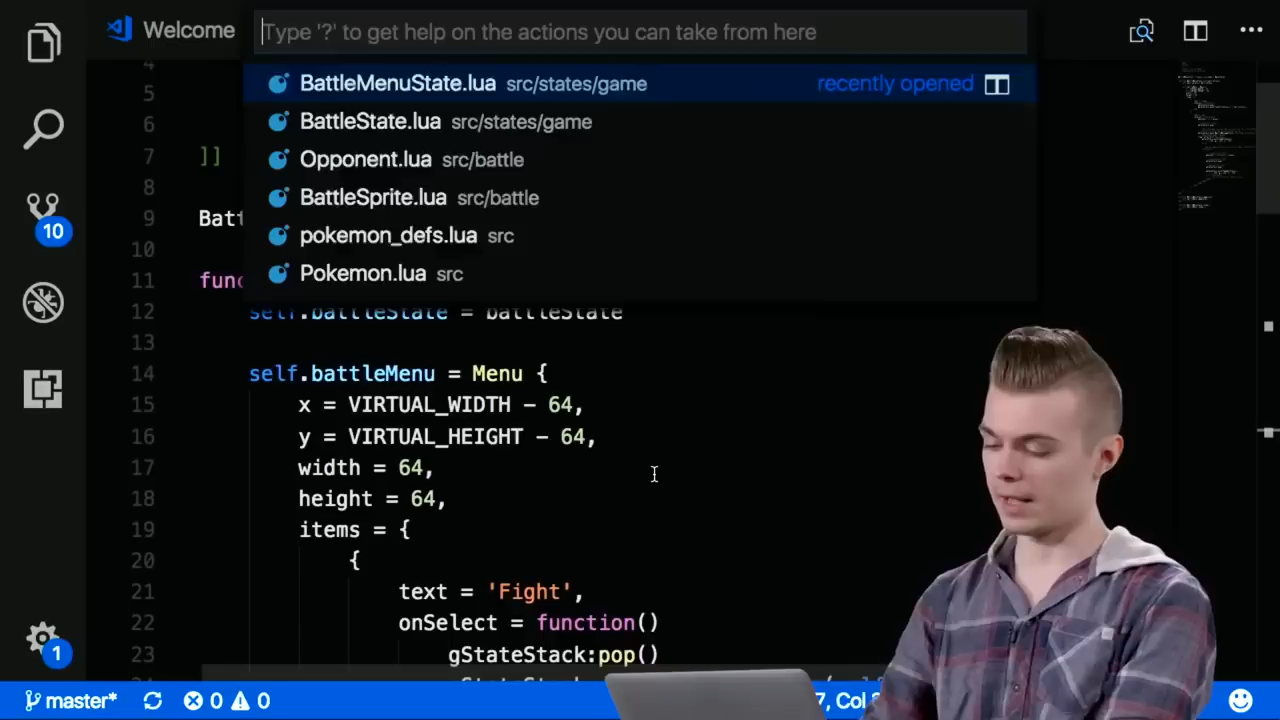 Welcome
Type '?' to get help on the actions you can take from here
BattleMenuState.lua src/states/game recently opened
BattleState.lua src/states/game
Opponent.lua src/battle
BattleSprite.lua src/battle
pokemon_defs.lua src
Pokemon.lua src
4
5
6
7 ]]
8
9 Batt
10
11 func
12 self.battleState = battleState
13
14 self.battleMenu = Menu {
15 x = VIRTUAL_WIDTH - 64,
16 y = VIRTUAL_HEIGHT - 64,
17 width = 64,
18 height = 64,
19 items = {
20 {
21 text = 'Fight',
22 onSelect = function()
23 gStateStack:pop()
10
1
master* 0 0 7, Col